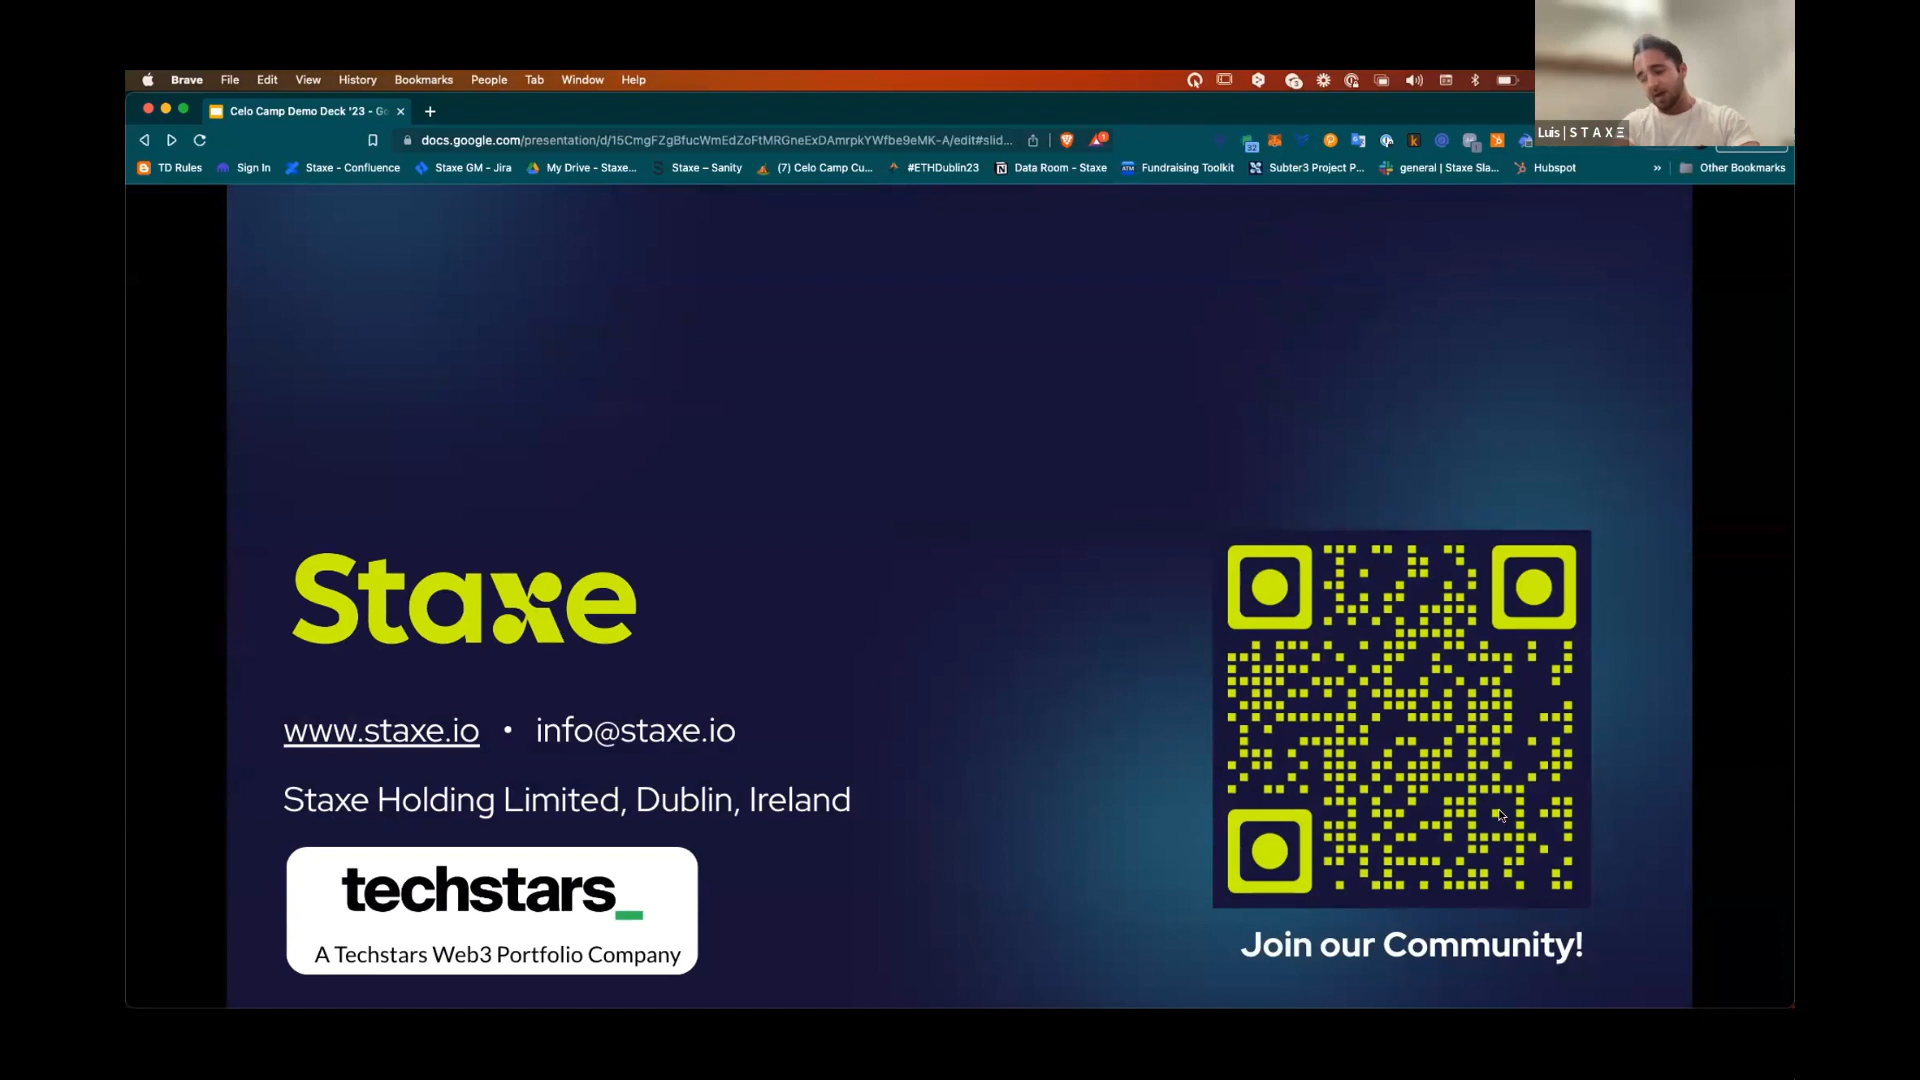 Brave File Edit View History Bookmarks People Tab Window Help
Celo Camp Demo Deck '23 - Go
docs.google.com/presentation/d/15CmgFZgBfucWmEdZoFtMRGneExDAmrpkYWfbe9eMK-A/edit#slid...
32
TD Rules Sign In Staxe - Confluence Staxe GM - Jira My Drive - Staxe... Staxe – Sanity (7) Celo Camp Cu... #ETHDublin23 Data Room - Staxe Fundraising Toolkit Subter3 Project P... general | Staxe Sla... Hubspot » Other Bookmarks
Luis | S T A X Ξ
Staxe
www.staxe.io • info@staxe.io
Staxe Holding Limited, Dublin, Ireland
techstars_
A Techstars Web3 Portfolio Company
Join our Community!